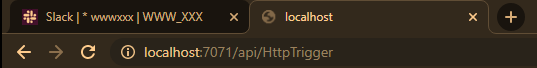 Slack | * wwwxxx | WWW_XXX
localhost
localhost:7071/api/HttpTrigger